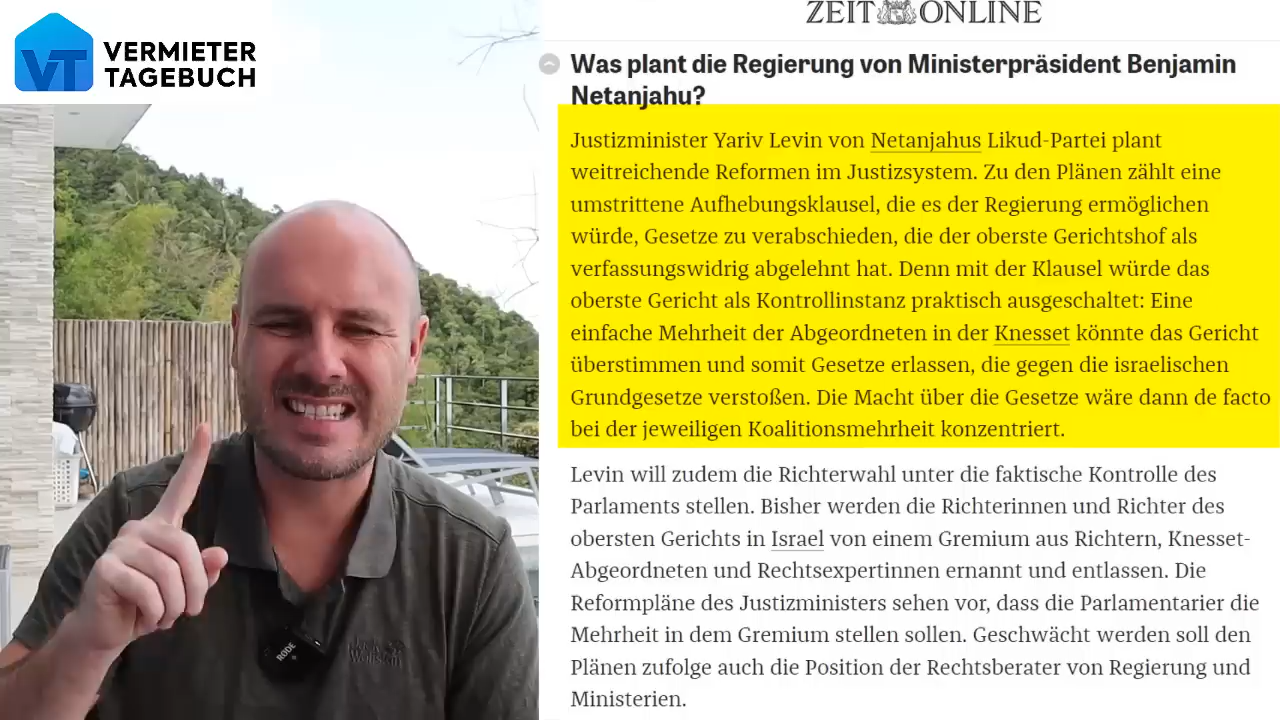 VERMIETER
TAGEBUCH
VT
ZEIT ONLINE
Was plant die Regierung von Ministerpräsident Benjamin
Netanjahu?
Justizminister Yariv Levin von Netanjahus Likud-Partei plant
weitreichende Reformen im Justizsystem. Zu den Plänen zählt eine
umstrittene Aufhebungsklausel, die es der Regierung ermöglichen
würde, Gesetze zu verabschieden, die der oberste Gerichtshof als
verfassungswidrig abgelehnt hat. Denn mit der Klausel würde das
oberste Gericht als Kontrollinstanz praktisch ausgeschaltet: Eine
einfache Mehrheit der Abgeordneten in der Knesset könnte das Gericht
überstimmen und somit Gesetze erlassen, die gegen die israelischen
Grundgesetze verstoßen. Die Macht über die Gesetze wäre dann de facto
bei der jeweiligen Koalitionsmehrheit konzentriert.
Levin will zudem die Richterwahl unter die faktische Kontrolle des
Parlaments stellen. Bisher werden die Richterinnen und Richter des
obersten Gerichts in Israel von einem Gremium aus Richtern, Knesset-
Abgeordneten und Rechtsexpertinnen ernannt und entlassen. Die
Reformpläne des Justizministers sehen vor, dass die Parlamentarier die
Mehrheit in dem Gremium stellen sollen. Geschwächt werden soll den
Plänen zufolge auch die Position der Rechtsberater von Regierung und
Ministerien.
RØDE
Jack
Wolfskin